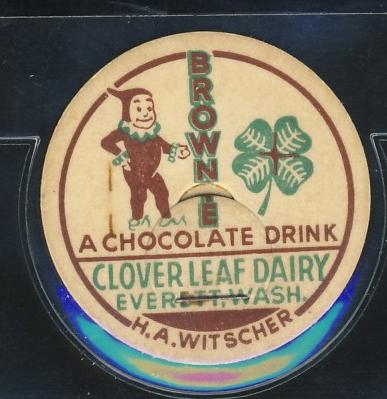 BROWNIE
A CHOCOLATE DRINK
CLOVER LEAF DAIRY
EVERETT. WASH.
H. A. WITSCHER